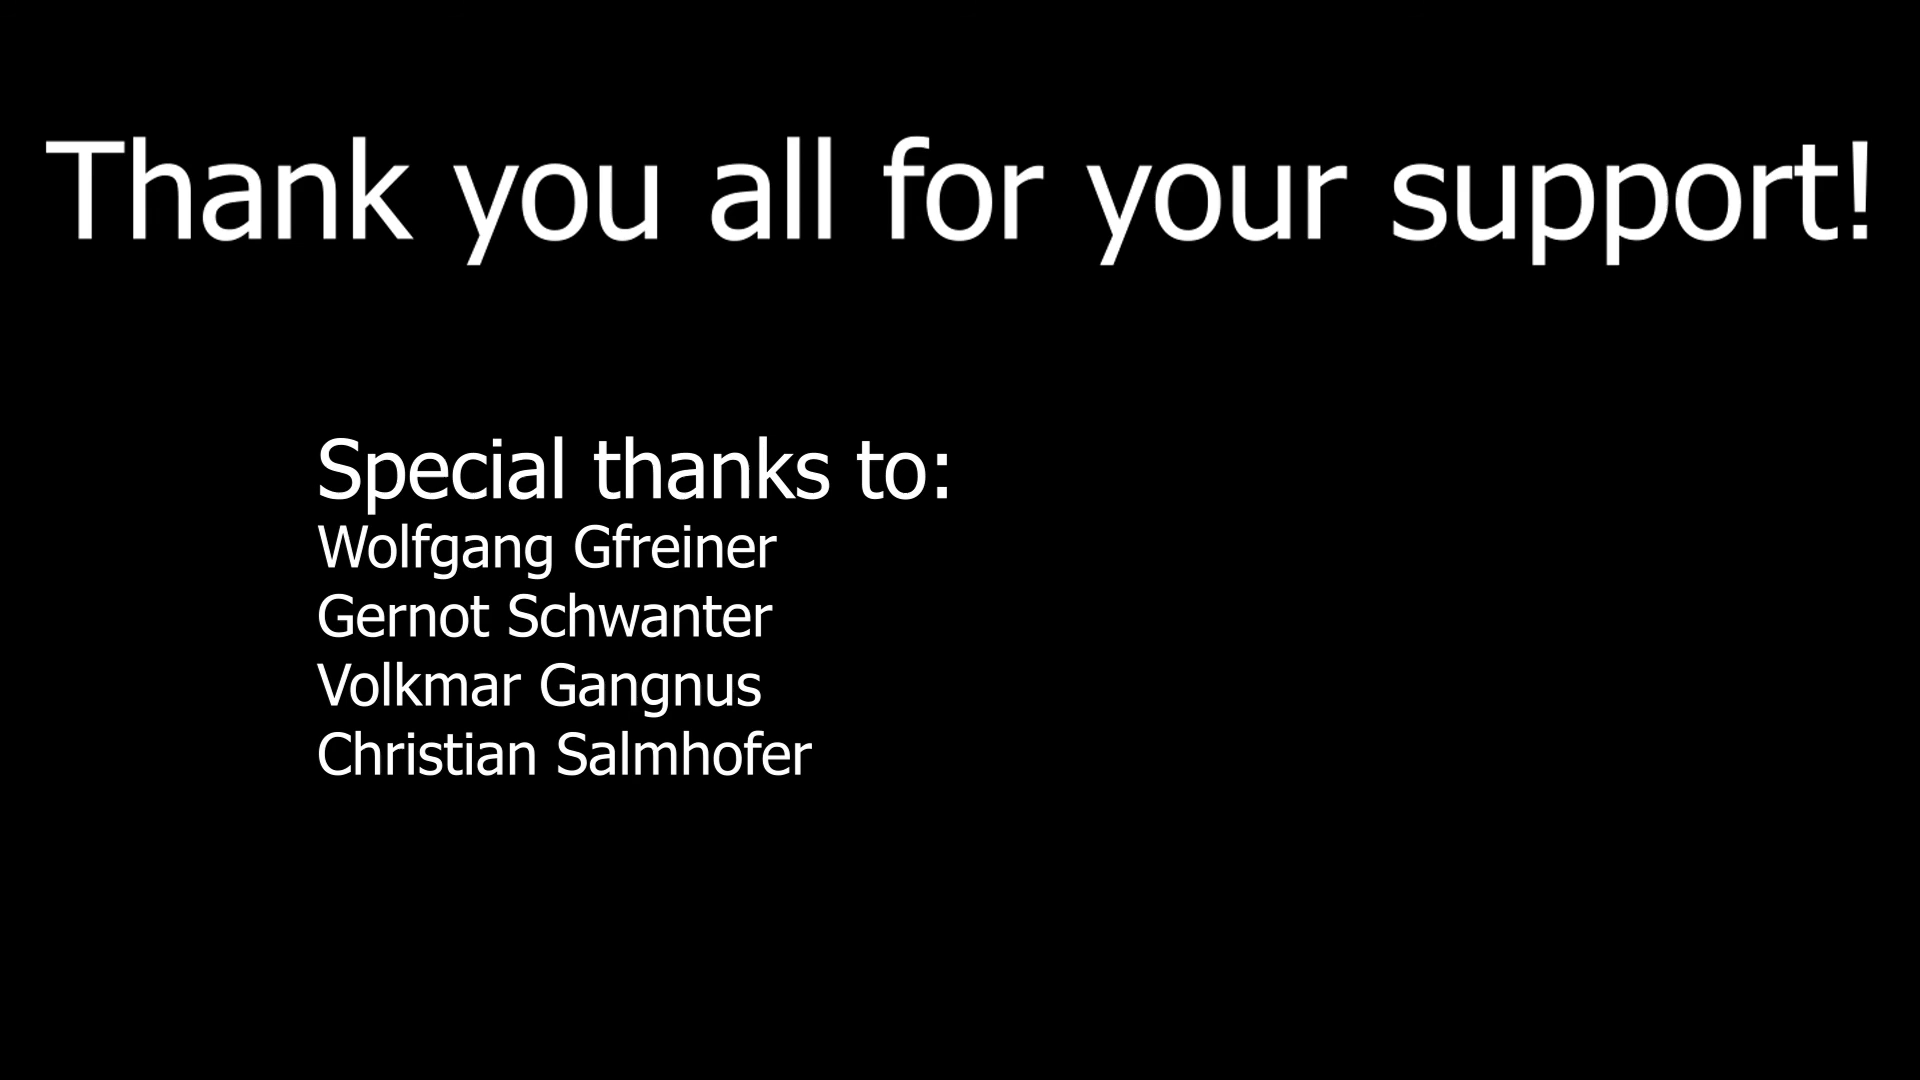 Thank you all for your support!
Special thanks to:
Wolfgang Gfreiner
Gernot Schwanter
Volkmar Gangnus
Christian Salmhofer